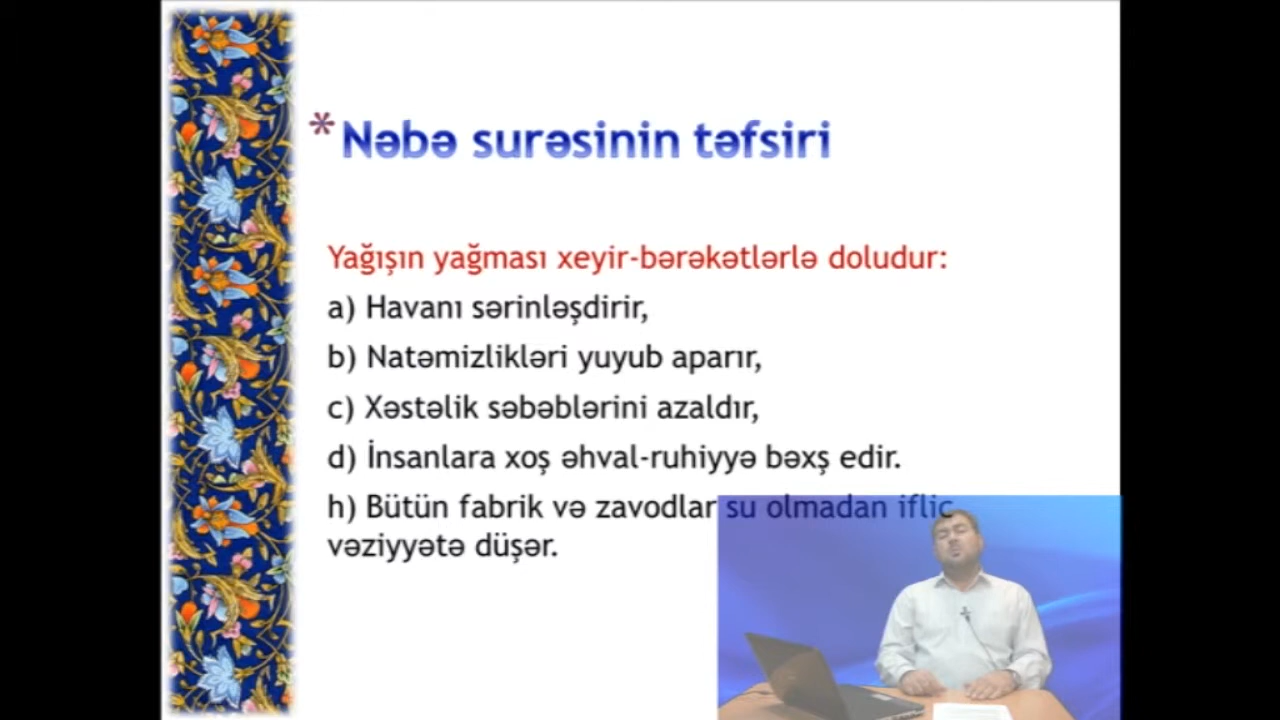 * Nəbə surəsinin təfsiri
Yağışın yağması xeyir-bərəkətlərlə doludur:
a) Havanı sərinləşdirir,
b) Natəmizlikləri yuyub aparır,
c) Xəstəlik səbəblərini azaldır,
d) İnsanlara xoş əhval-ruhiyyə bəxş edir.
h) Bütün fabrik və zavodlar su olmadan iflic
vəziyyətə düşər.